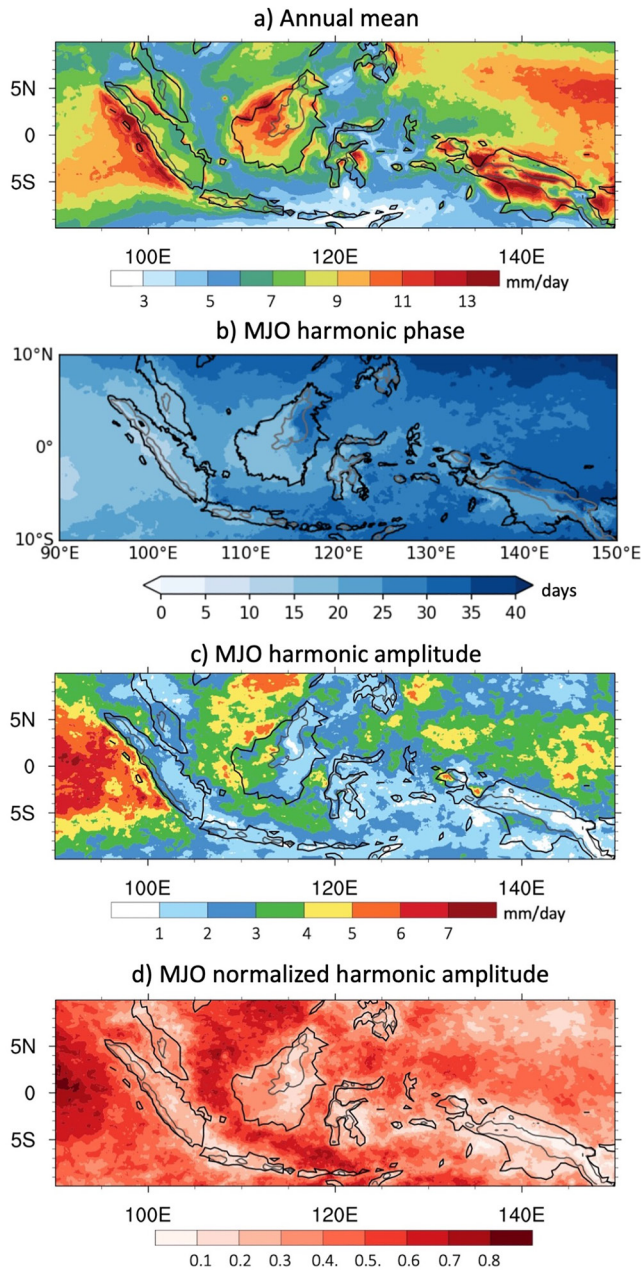 a) Annual mean
5N
0
5S
100E 120E 140E
3 5 7 9 11 13 mm/day
b) MJO harmonic phase
10°N
0°
10°S
90°E 100°E 110°E 120°E 130°E 140°E 150°E
0 5 10 15 20 25 30 35 40 days
c) MJO harmonic amplitude
5N
0
5S
100E 120E 140E
1 2 3 4 5 6 7 mm/day
d) MJO normalized harmonic amplitude
5N
0
5S
100E 120E 140E
0.1 0.2 0.3 0.4. 0.5. 0.6 0.7 0.8